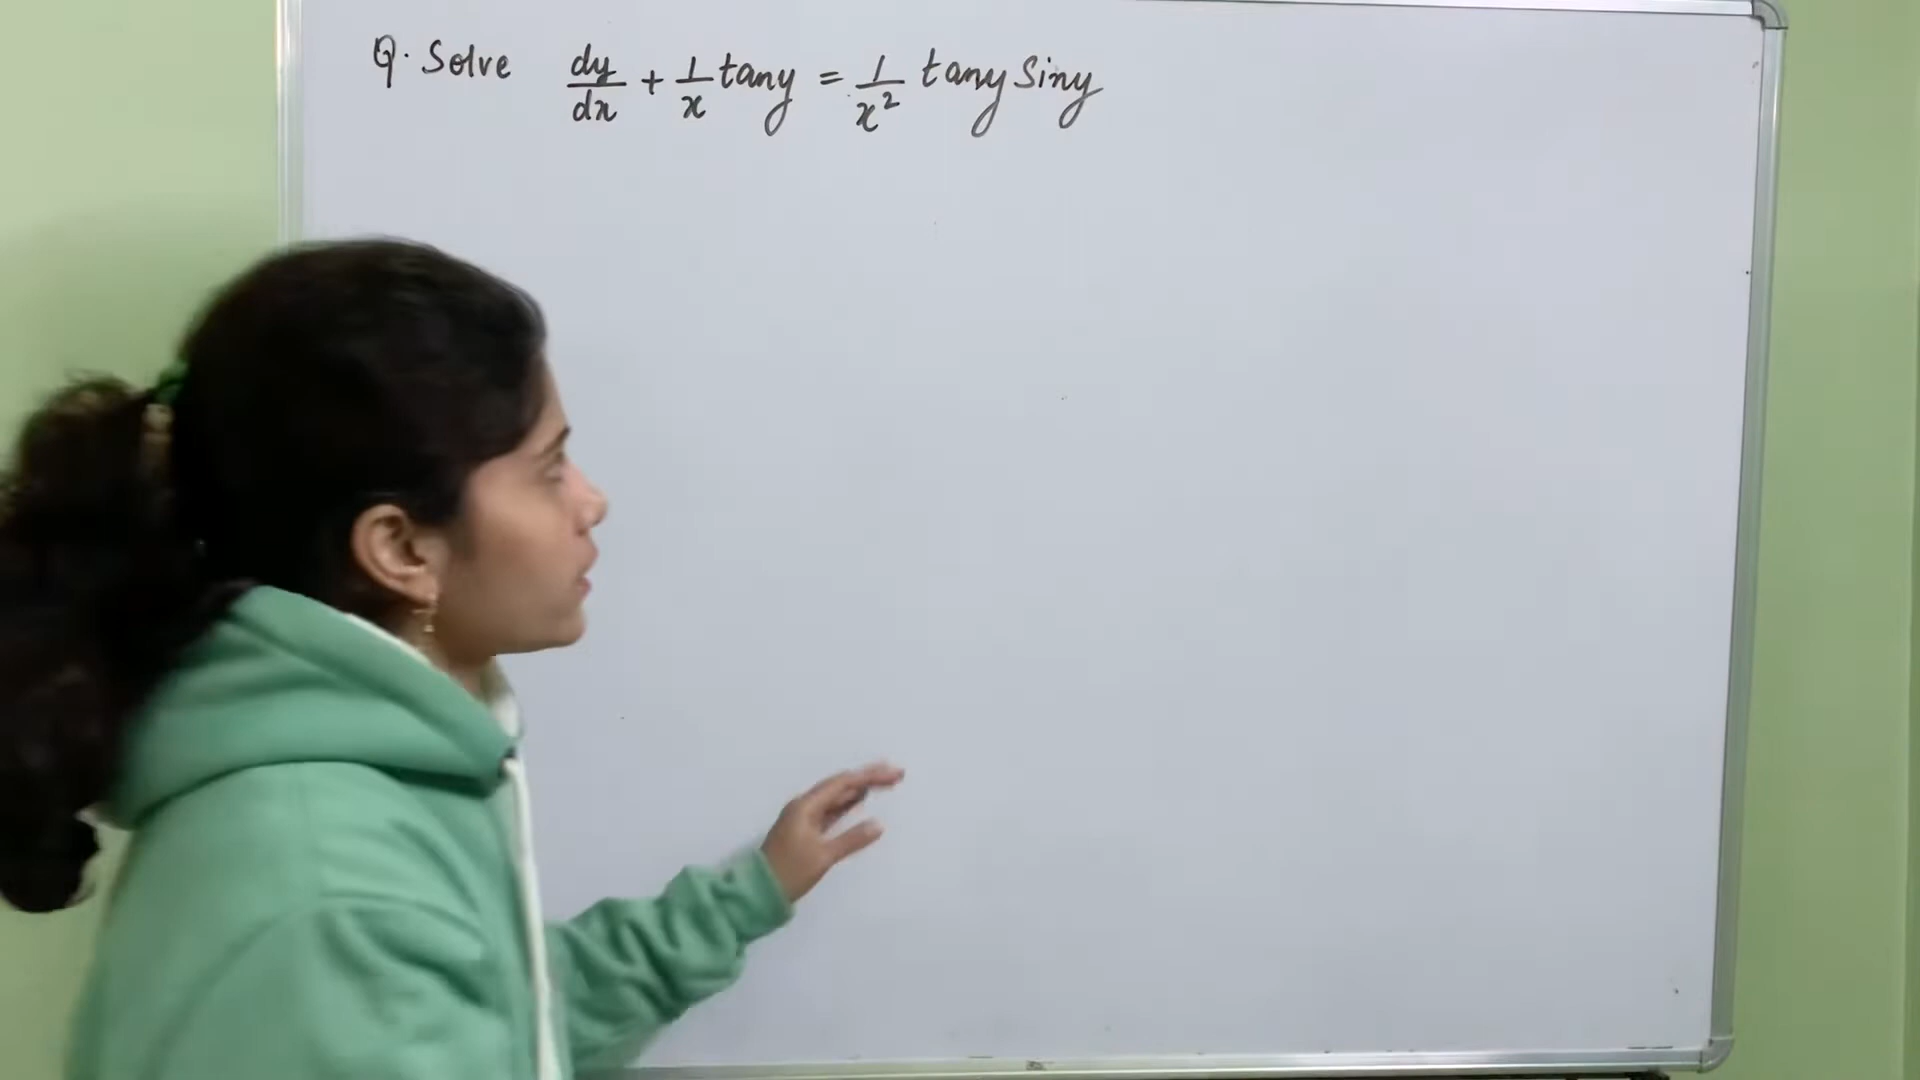 Q. Solve dy/dx + 1/x tany = 1/x² tany Siny